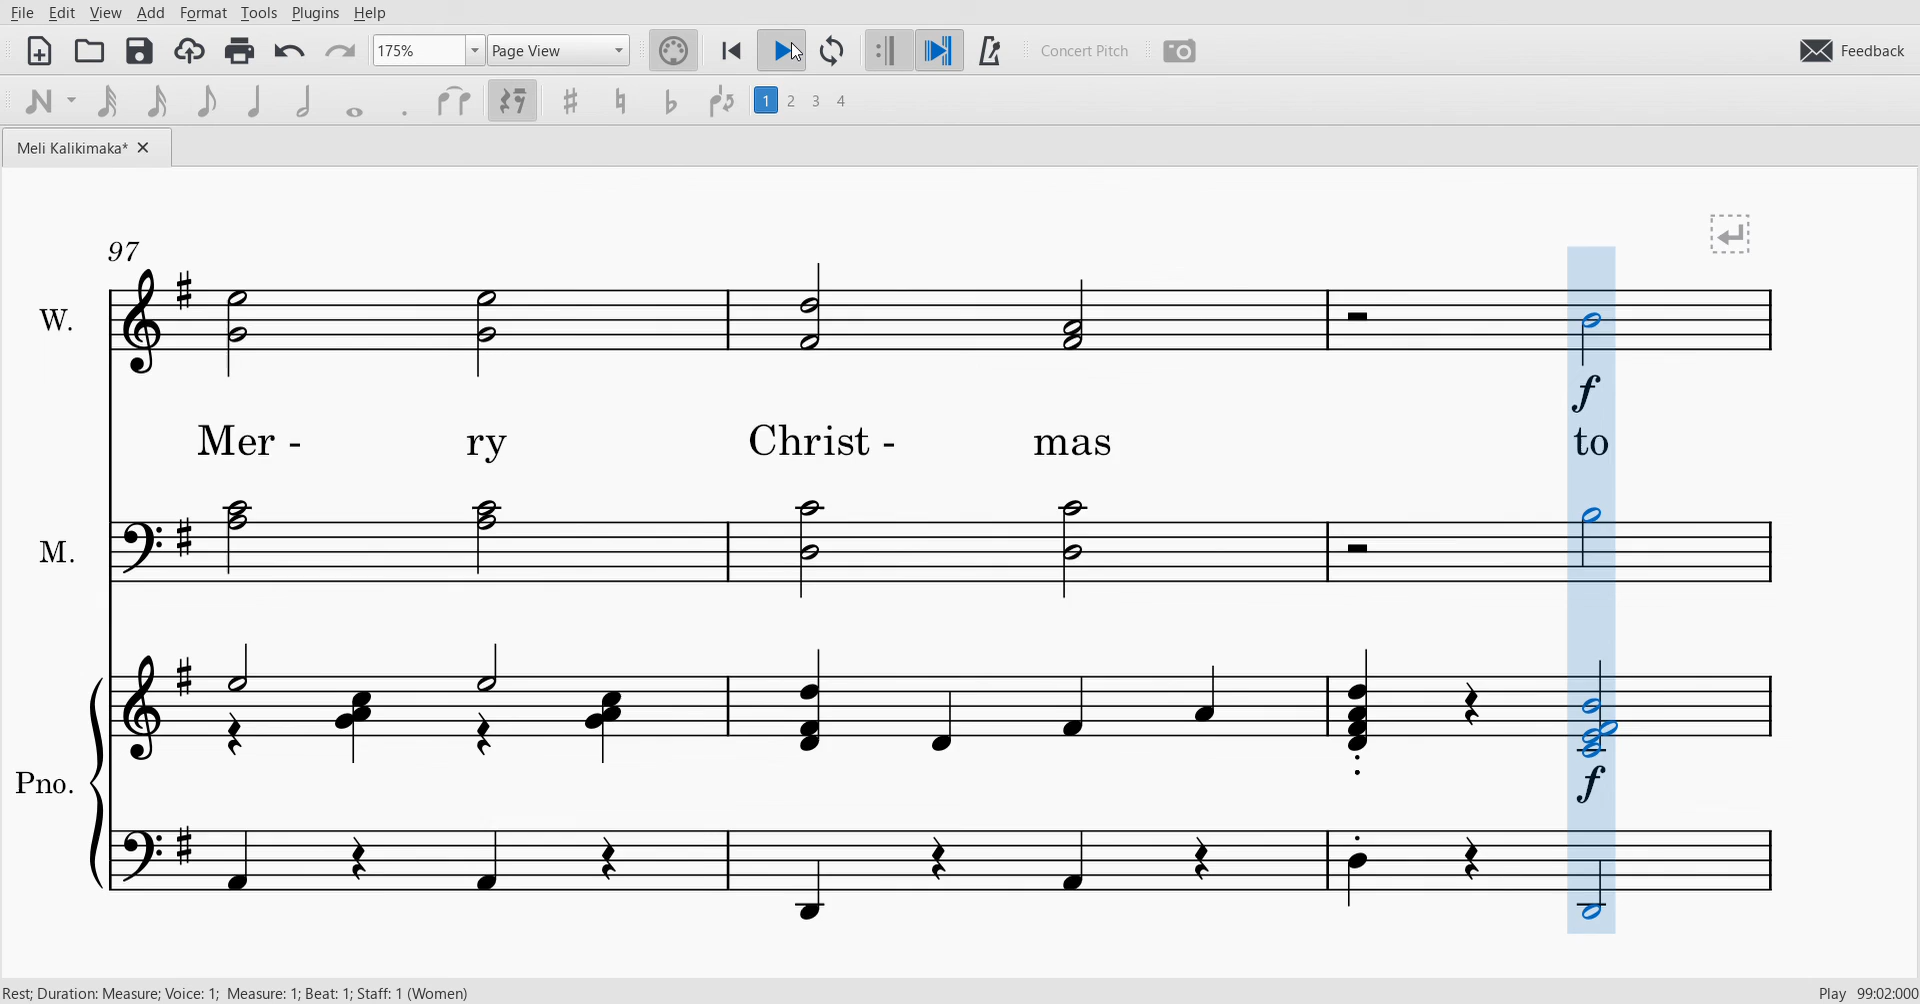 File Edit View Add Format Tools Plugins Help
175% Page View Concert Pitch Feedback
1 2 3 4
Meli Kalikimaka*
97
W.
f
Mer - ry Christ - mas to
M.
Pno.
f
Rest; Duration: Measure; Voice: 1; Measure: 1; Beat: 1; Staff: 1 (Women) Play 99:02:000